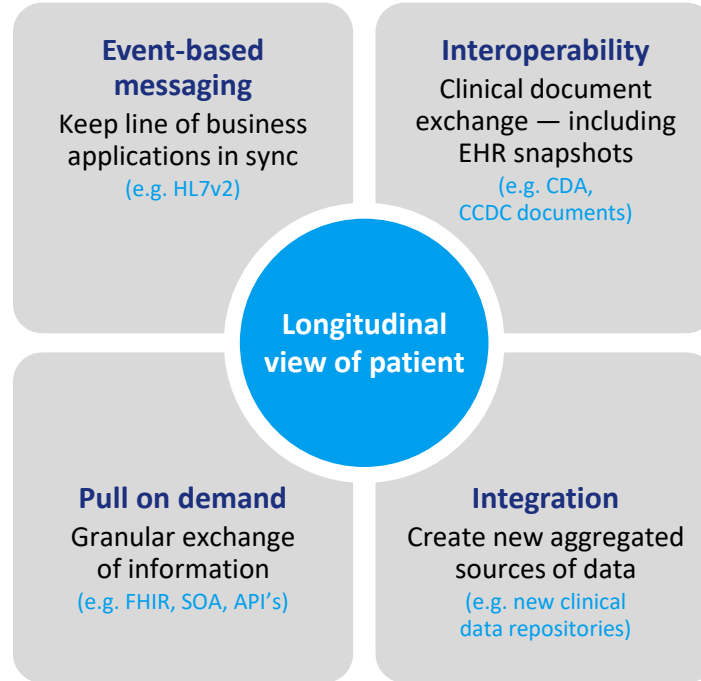 Event-based
messaging
Keep line of business
applications in sync
(e.g. HL7v2)
Interoperability
Clinical document
exchange — including
EHR snapshots
(e.g. CDA,
CCDC documents)
Longitudinal
view of patient
Pull on demand
Granular exchange
of information
(e.g. FHIR, SOA, API’s)
Integration
Create new aggregated
sources of data
(e.g. new clinical
data repositories)